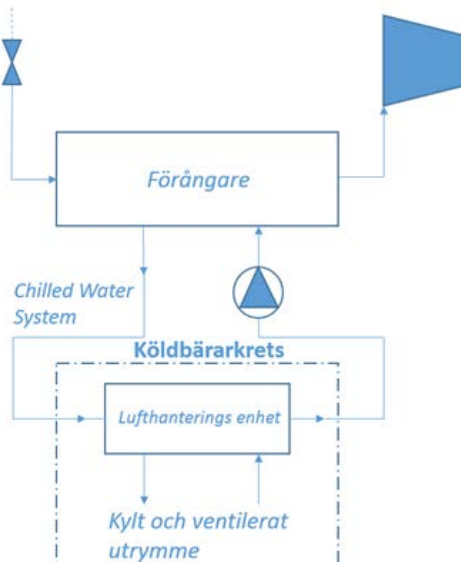 Förångare
Chilled Water
System
Köldbärarkrets
Lufthanterings enhet
Kylt och ventilerat
utrymme